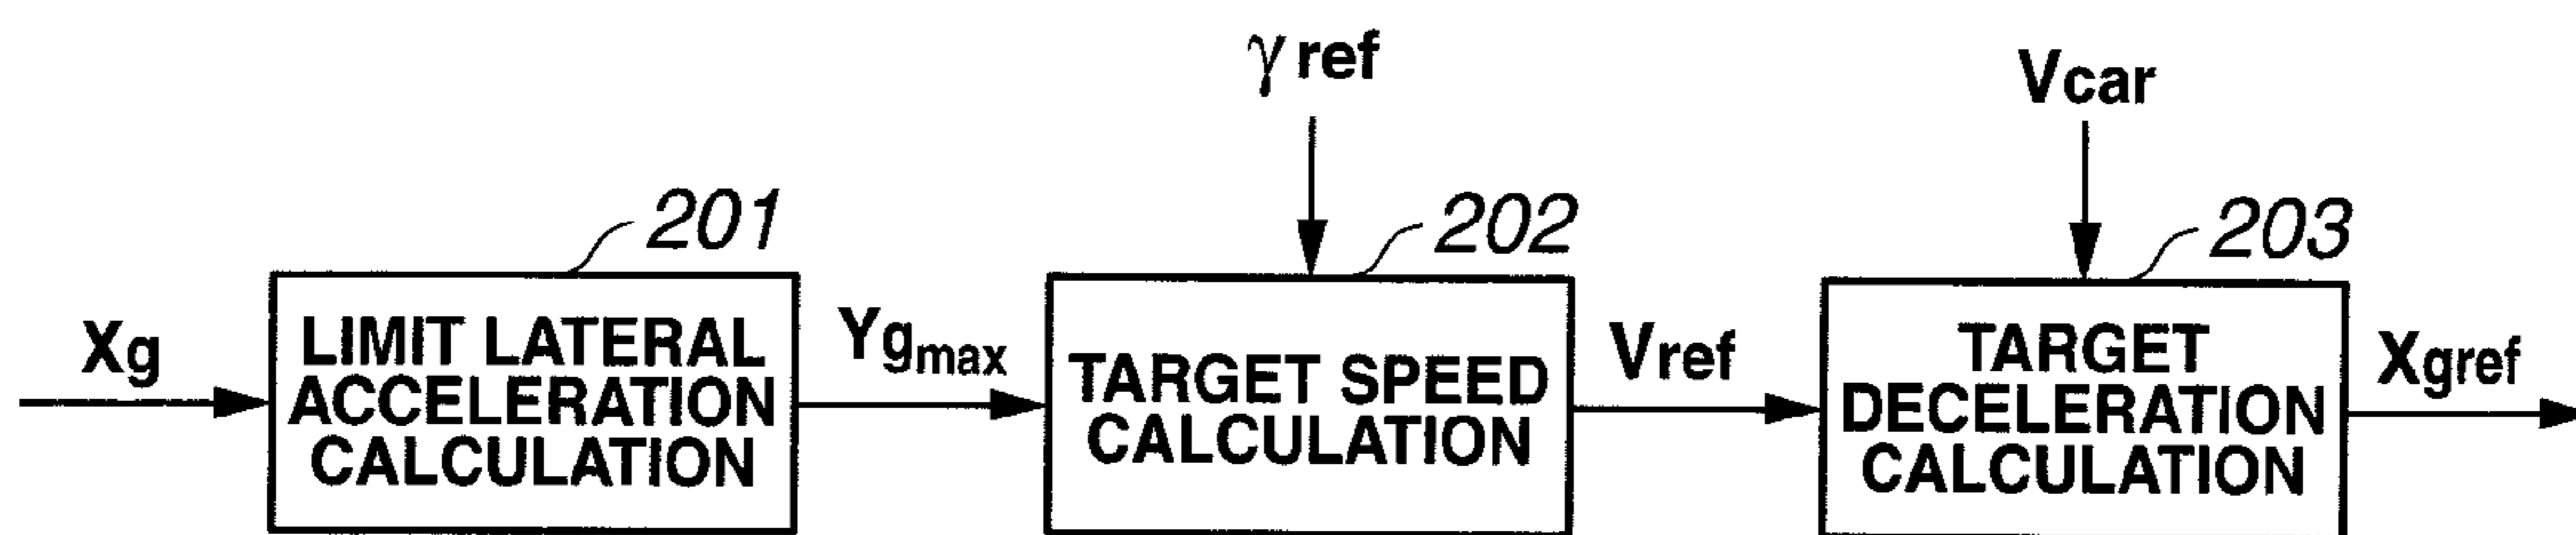 γ ref
Vcar
201
202
203
Xg
LIMIT LATERAL
ACCELERATION
CALCULATION
Ygmax
TARGET SPEED
CALCULATION
Vref
TARGET
DECELERATION
CALCULATION
Xgref